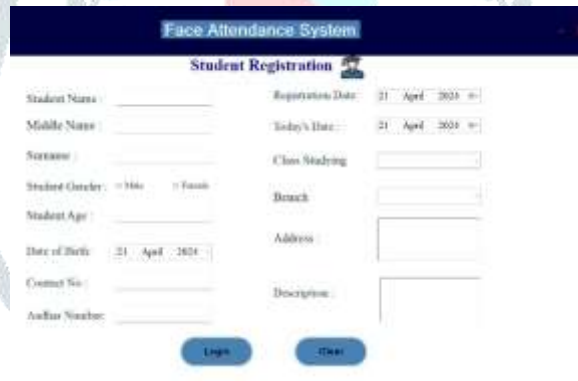 Face Attendance System
Student Registration
Student Name :
Middle Name :
Surname :
Student Gender : Male Female
Student Age :
Date of Birth 21 April 2024
Contact No :
Aadhar Number:
Registration Date 21 April 2024
Today's Date : 21 April 2024
Class Studying
Branch
Address
Description :
Login
Clear